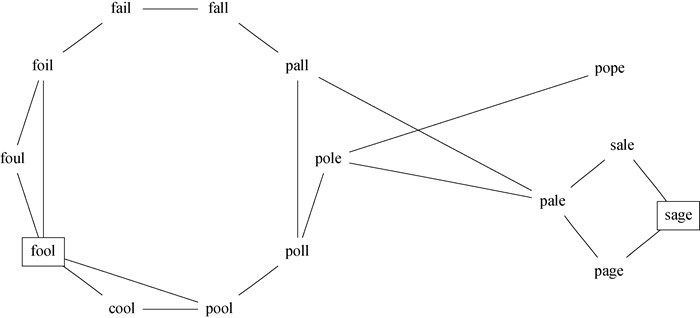 fail fall
foil pall pope
sale
foul pole
pale
sage
fool poll
page
cool pool